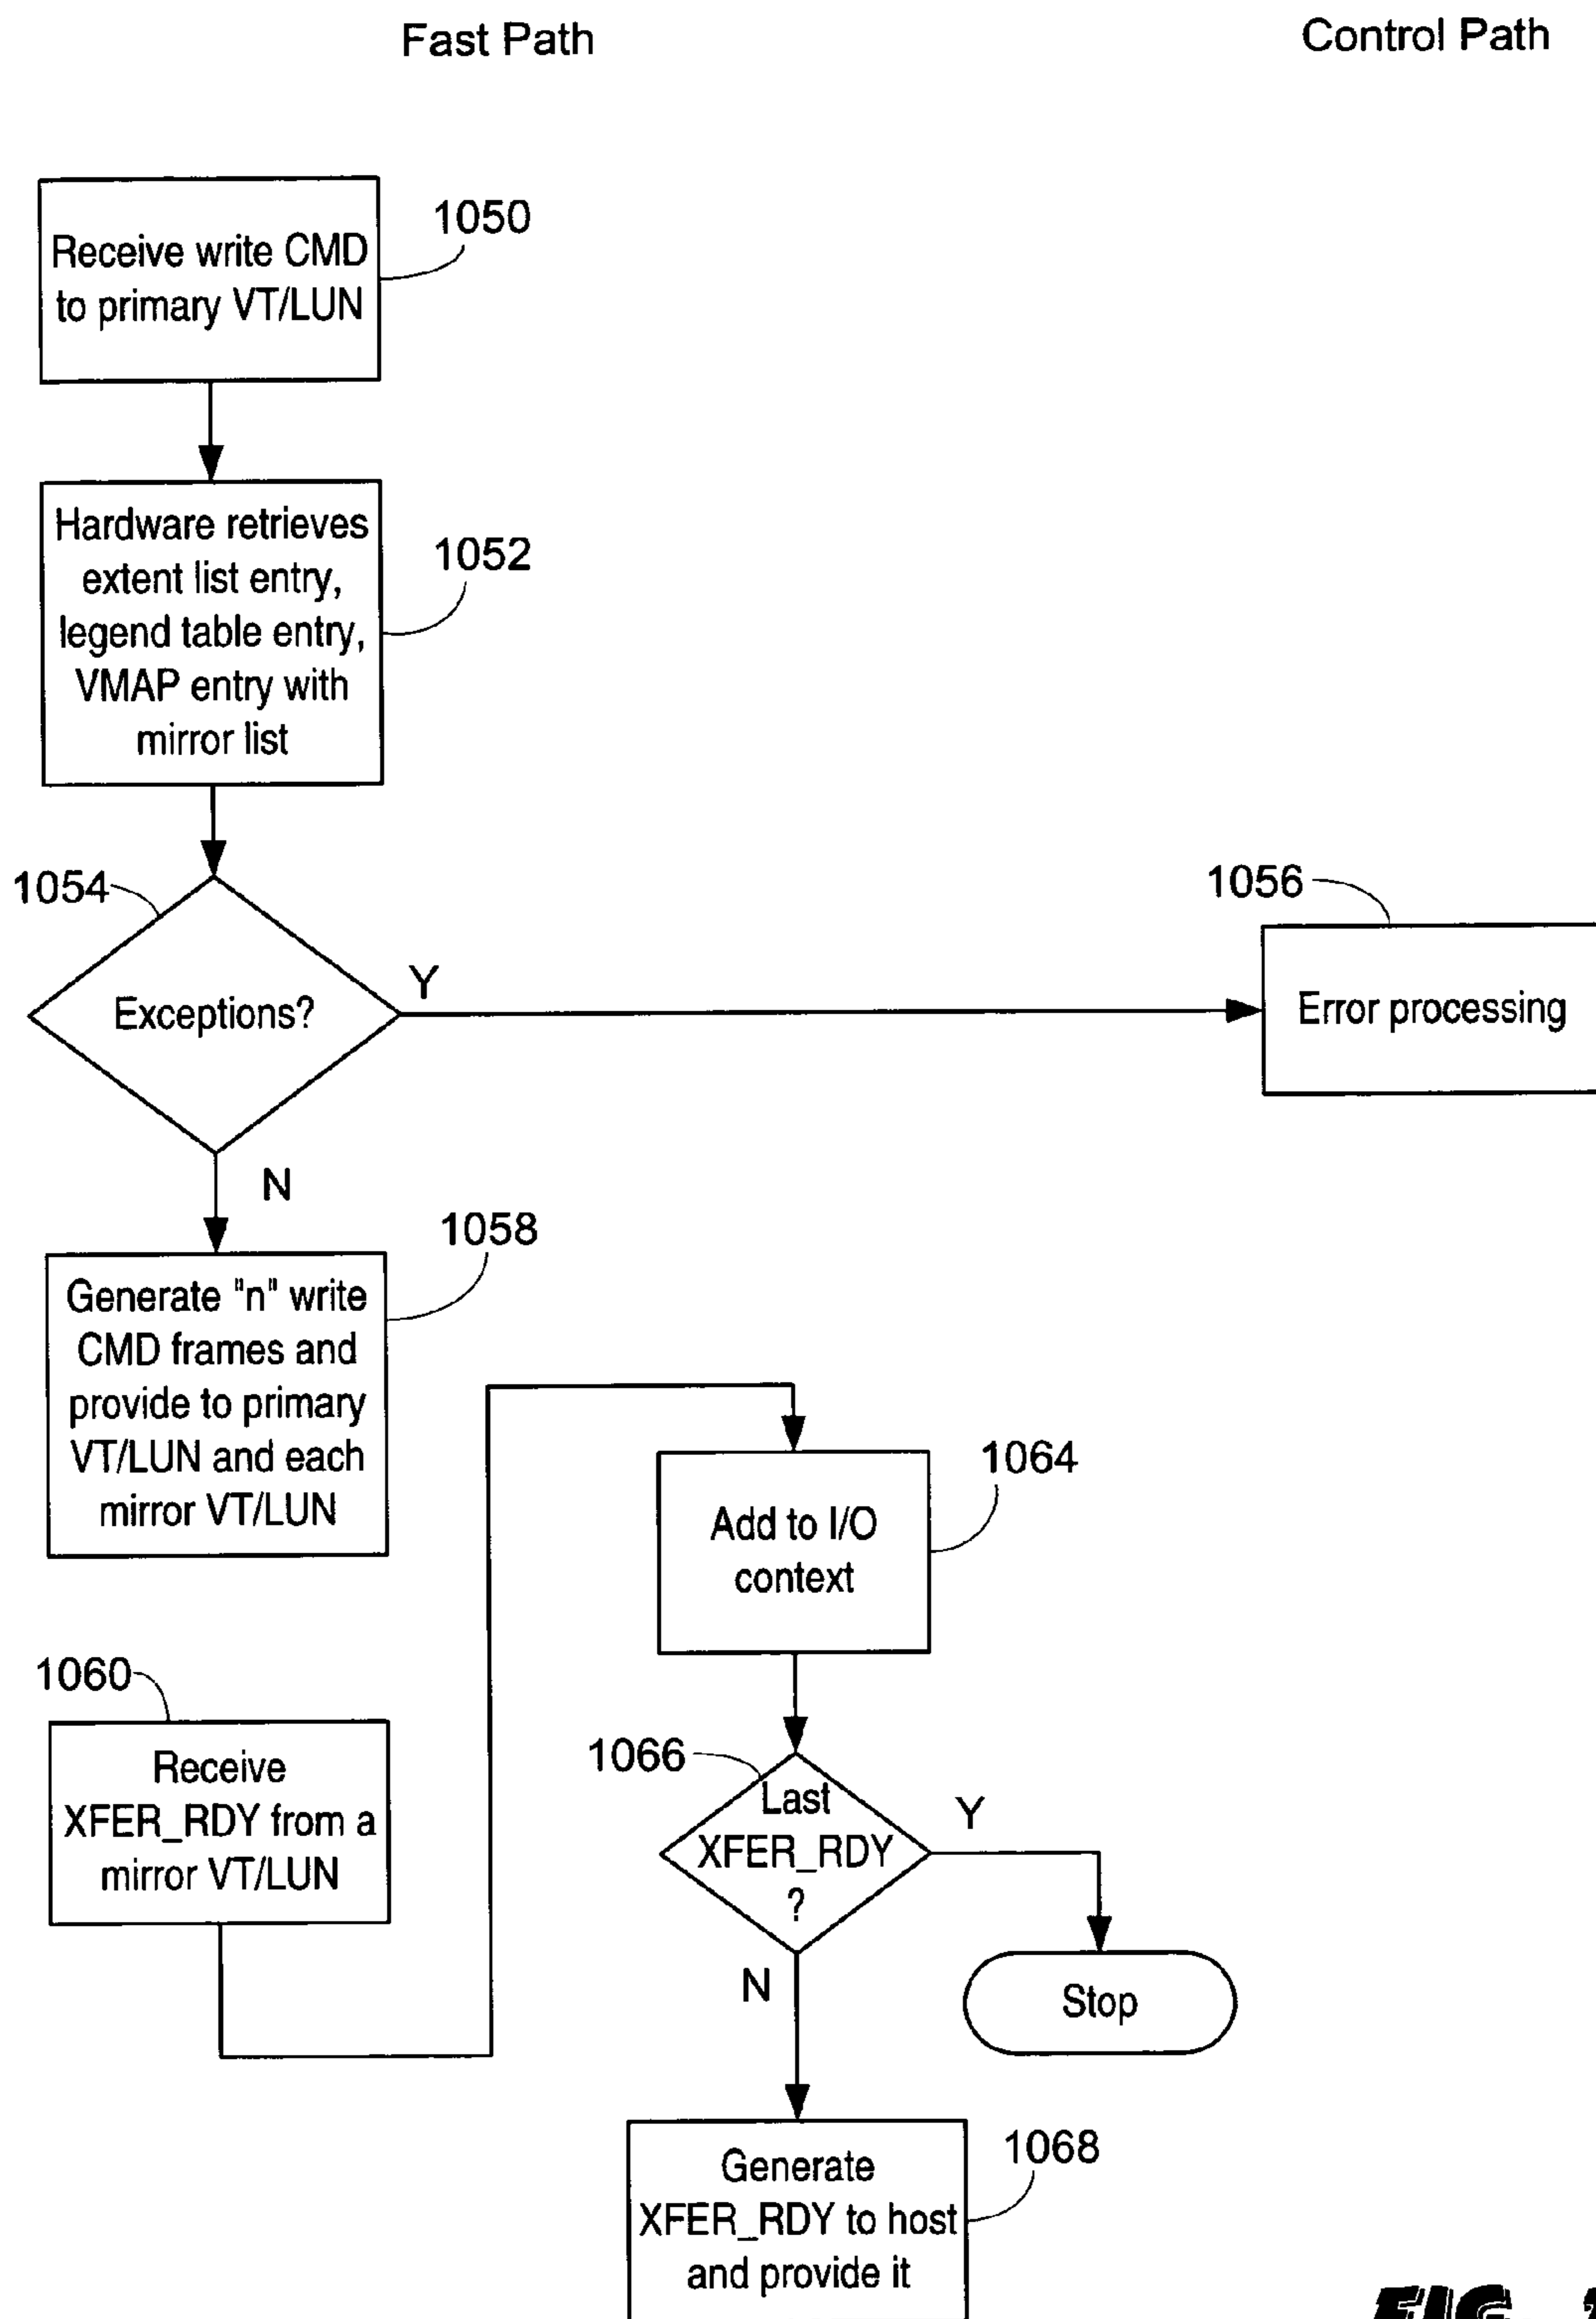 Fast Path
Control Path
1050
Receive write CMD
to primary VT/LUN
1052
Hardware retrieves
extent list entry,
legend table entry,
VMAP entry with
mirror list
1054
Exceptions?
Y
1056
Error processing
N
1058
Generate "n" write
CMD frames and
provide to primary
VT/LUN and each
mirror VT/LUN
1060
Receive
XFER_RDY from a
mirror VT/LUN
1064
Add to I/O
context
1066
Last
XFER_RDY
?
Y
Stop
N
1068
Generate
XFER_RDY to host
and provide it
FIG.